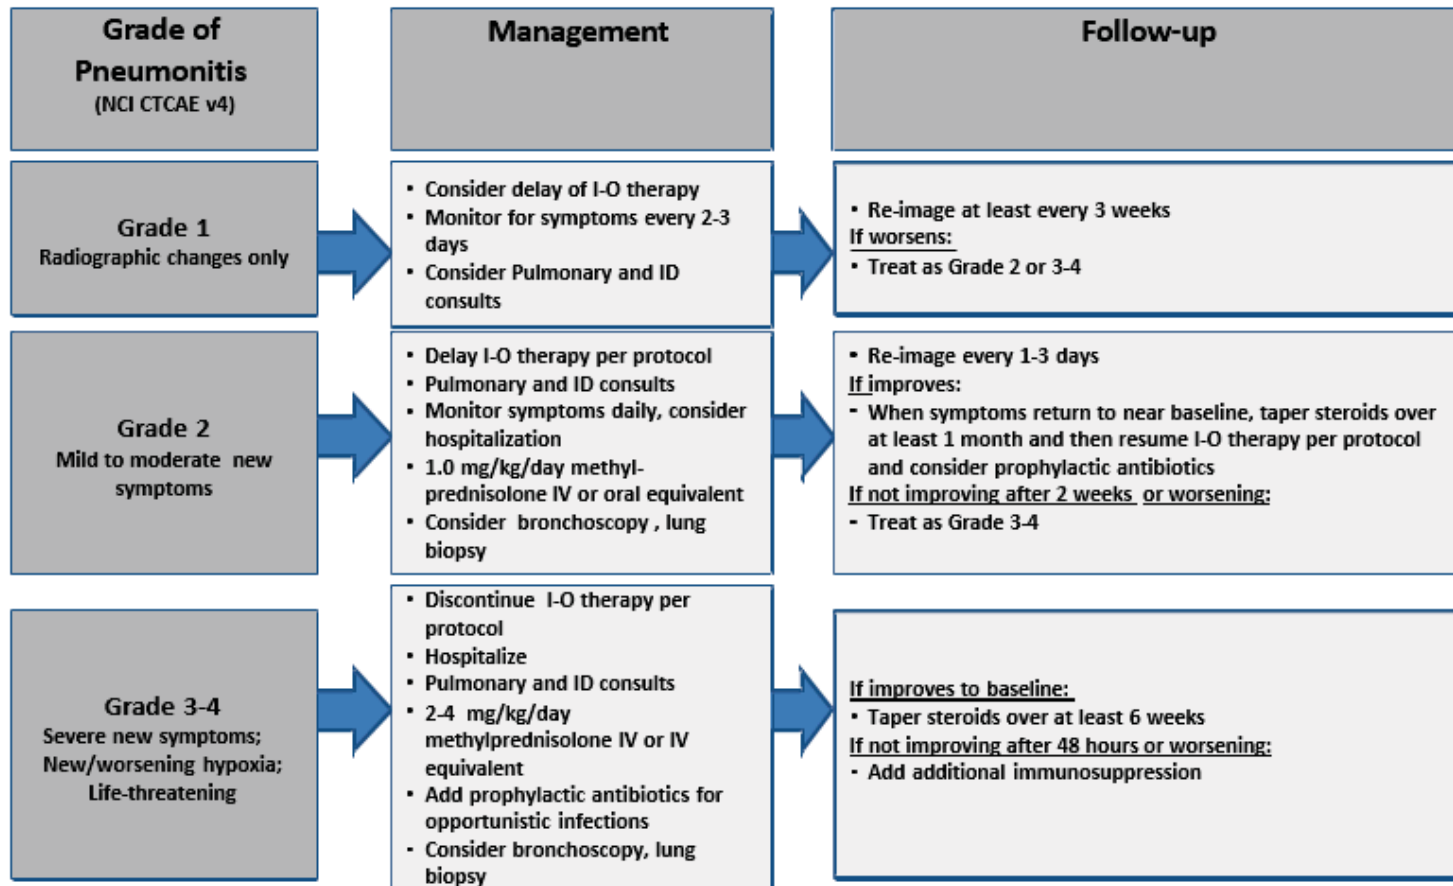 Grade of
Pneumonitis
(NCI CTCAE v4)
Management
Follow-up
Grade 1
Radiographic changes only
• Consider delay of I-O therapy
• Monitor for symptoms every 2-3
days
• Consider Pulmonary and ID
consults
• Re-image at least every 3 weeks
If worsens:
• Treat as Grade 2 or 3-4
Grade 2
Mild to moderate new
symptoms
• Delay I-O therapy per protocol
• Pulmonary and ID consults
• Monitor symptoms daily, consider
hospitalization
• 1.0 mg/kg/day methyl-
prednisolone IV or oral equivalent
• Consider bronchoscopy , lung
biopsy
• Re-image every 1-3 days
If improves:
- When symptoms return to near baseline, taper steroids over
at least 1 month and then resume I-O therapy per protocol
and consider prophylactic antibiotics
If not improving after 2 weeks or worsening:
- Treat as Grade 3-4
Grade 3-4
Severe new symptoms;
New/worsening hypoxia;
Life-threatening
• Discontinue I-O therapy per
protocol
• Hospitalize
• Pulmonary and ID consults
• 2-4 mg/kg/day
methylprednisolone IV or IV
equivalent
• Add prophylactic antibiotics for
opportunistic infections
• Consider bronchoscopy, lung
biopsy
If improves to baseline:
• Taper steroids over at least 6 weeks
If not improving after 48 hours or worsening:
- Add additional immunosuppression